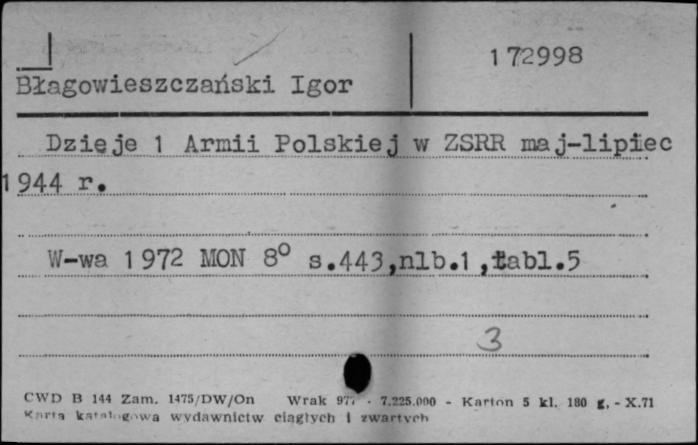 172998
Błagowieszczański Igor
Dzięje 1 Armii Polskiej w ZSRR maj-lipiec
1944 r.
W-wa 1972 MON 8° s.443,nlb.1,tabl.5
3
CWD B 144 Zam. 1475/DW/On Wrak - 7.225.000 - Karton 5 kl. 180 g. - X.71
Karta katalogowa wydawnictw ciągłych i zwartych